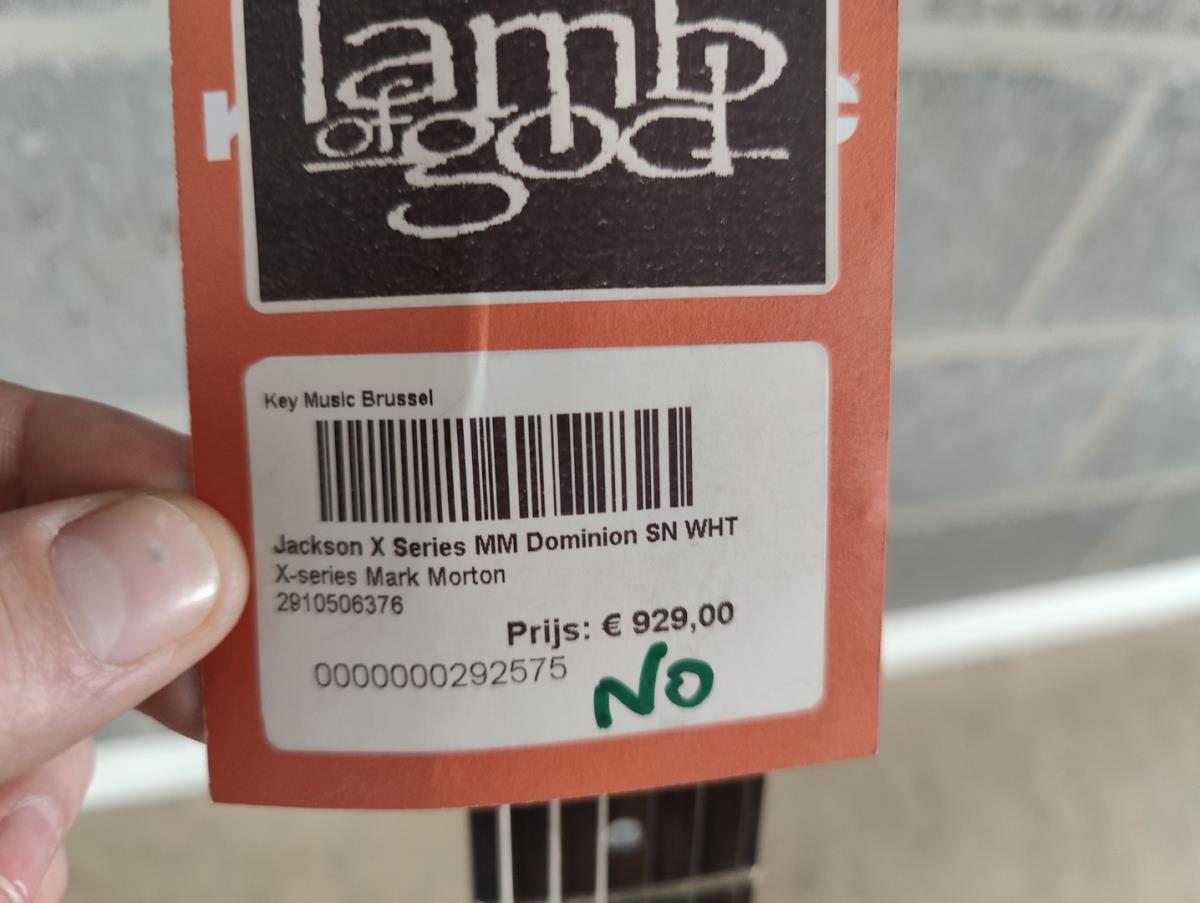 lamb
of god
Key Music Brussel
Jackson X Series MM Dominion SN WHT
X-series Mark Morton
2910506376
Prijs: € 929,00
0000000292575
NO